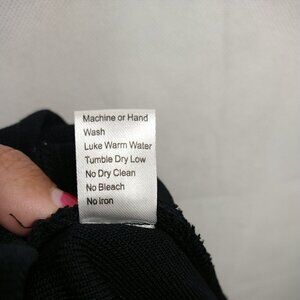 Machine or Hand
Wash
Luke Warm Water
Tumble Dry Low
No Dry Clean
No Bleach
No Iron